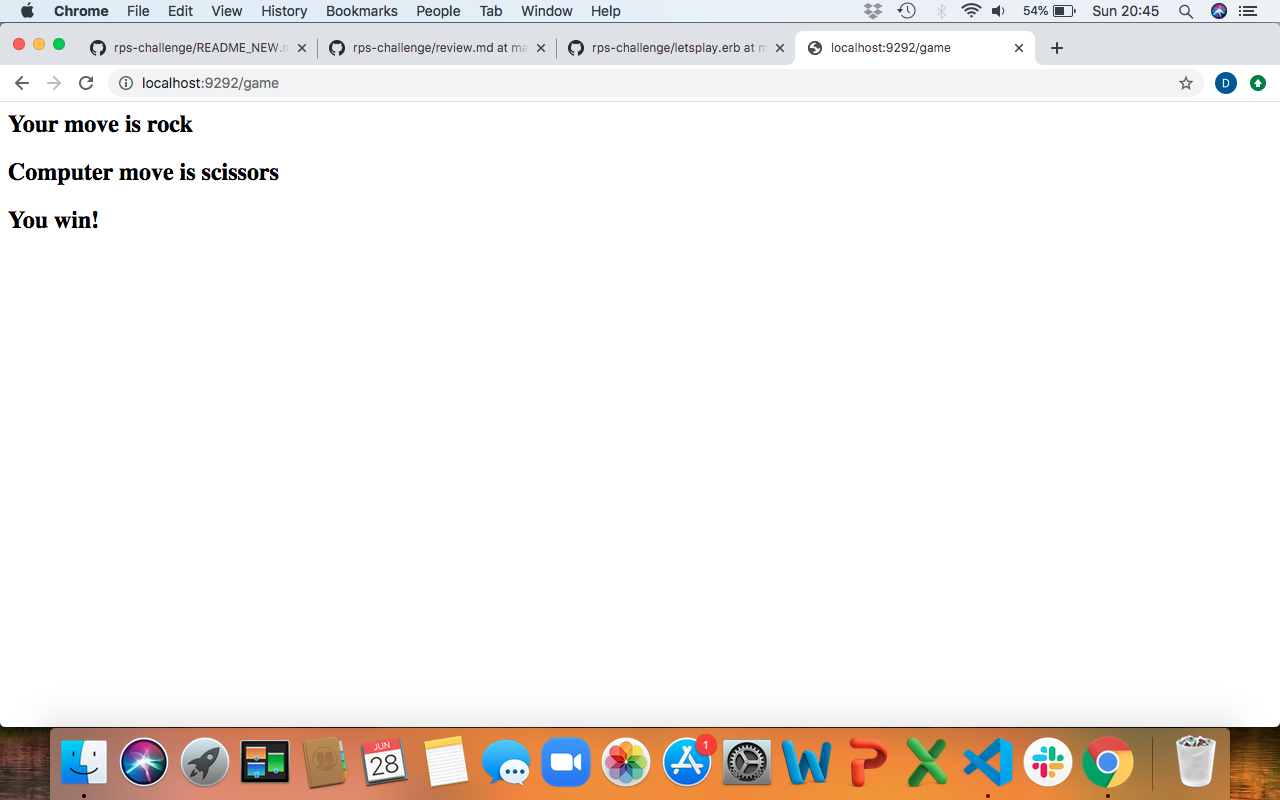 Chrome File Edit View History Bookmarks People Tab Window Help 54% Sun 20:45
rps-challenge/README_NEW.m rps-challenge/review.md at ma rps-challenge/letsplay.erb at m localhost:9292/game
localhost:9292/game D
Your move is rock
Computer move is scissors
You win!
JUN
28
1